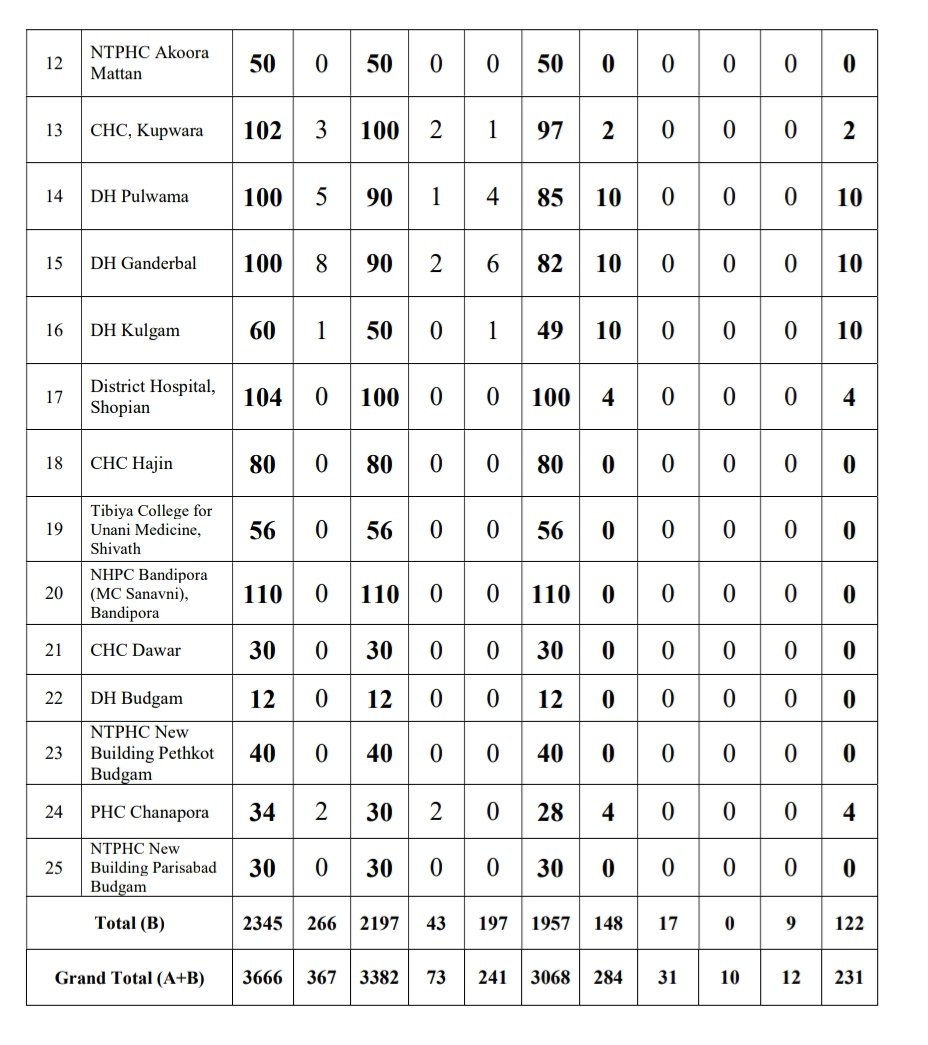 12 NTPHC Akoora Mattan 50 0 50 0 0 50 0 0 0 0 0
13 CHC, Kupwara 102 3 100 2 1 97 2 0 0 0 2
14 DH Pulwama 100 5 90 1 4 85 10 0 0 0 10
15 DH Ganderbal 100 8 90 2 6 82 10 0 0 0 10
16 DH Kulgam 60 1 50 0 1 49 10 0 0 0 10
17 District Hospital, Shopian 104 0 100 0 0 100 4 0 0 0 4
18 CHC Hajin 80 0 80 0 0 80 0 0 0 0 0
19 Tibiya College for Unani Medicine, Shivath 56 0 56 0 0 56 0 0 0 0 0
20 NHPC Bandipora (MC Sanavni), Bandipora 110 0 110 0 0 110 0 0 0 0 0
21 CHC Dawar 30 0 30 0 0 30 0 0 0 0 0
22 DH Budgam 12 0 12 0 0 12 0 0 0 0 0
23 NTPHC New Building Pethkot Budgam 40 0 40 0 0 40 0 0 0 0 0
24 PHC Chanapora 34 2 30 2 0 28 4 0 0 0 4
25 NTPHC New Building Parisabad Budgam 30 0 30 0 0 30 0 0 0 0 0
Total (B) 2345 266 2197 43 197 1957 148 17 0 9 122
Grand Total (A+B) 3666 367 3382 73 241 3068 284 31 10 12 231